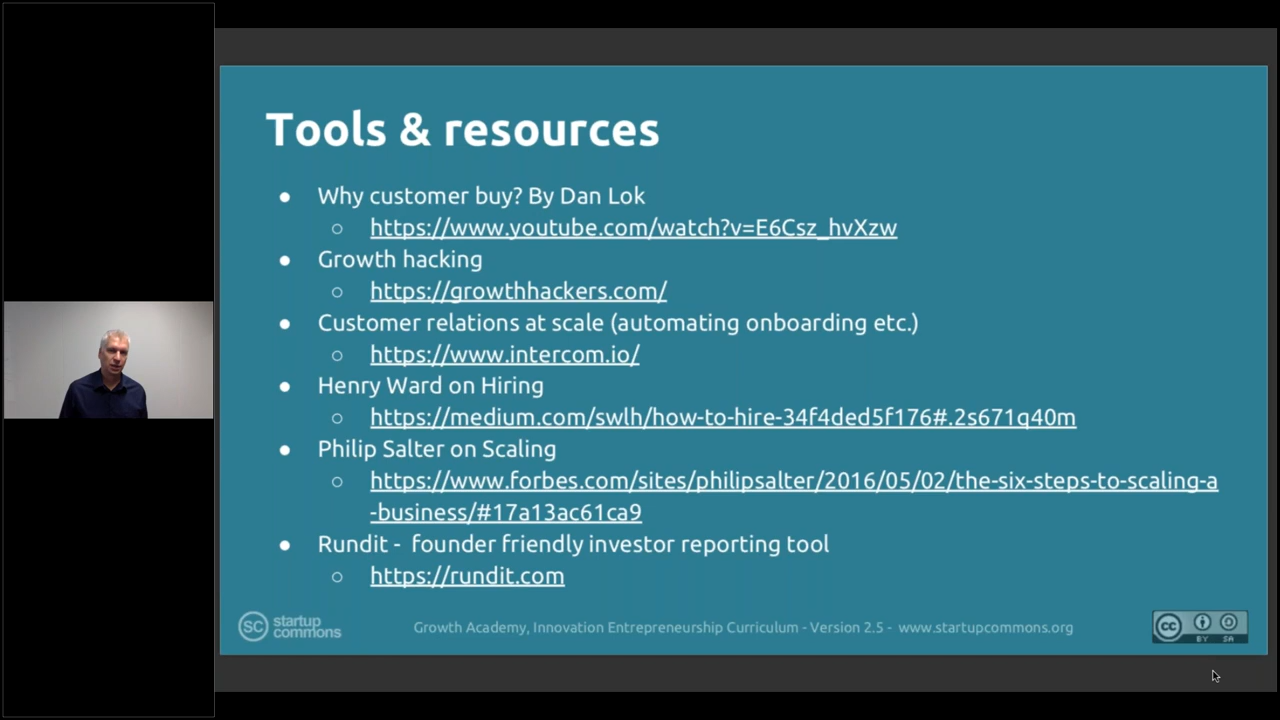 Tools & resources
● Why customer buy? By Dan Lok
○ https://www.youtube.com/watch?v=E6Csz_hvXzw
● Growth hacking
○ https://growthhackers.com/
● Customer relations at scale (automating onboarding etc.)
○ https://www.intercom.io/
● Henry Ward on Hiring
○ https://medium.com/swlh/how-to-hire-34f4ded5f176#.2s671q40m
● Philip Salter on Scaling
○ https://www.forbes.com/sites/philipsalter/2016/05/02/the-six-steps-to-scaling-a
-business/#17a13ac61ca9
● Rundit - founder friendly investor reporting tool
○ https://rundit.com
SC startup
commons
Growth Academy, Innovation Entrepreneurship Curriculum - Version 2.5 - www.startupcommons.org
cc
BY SA